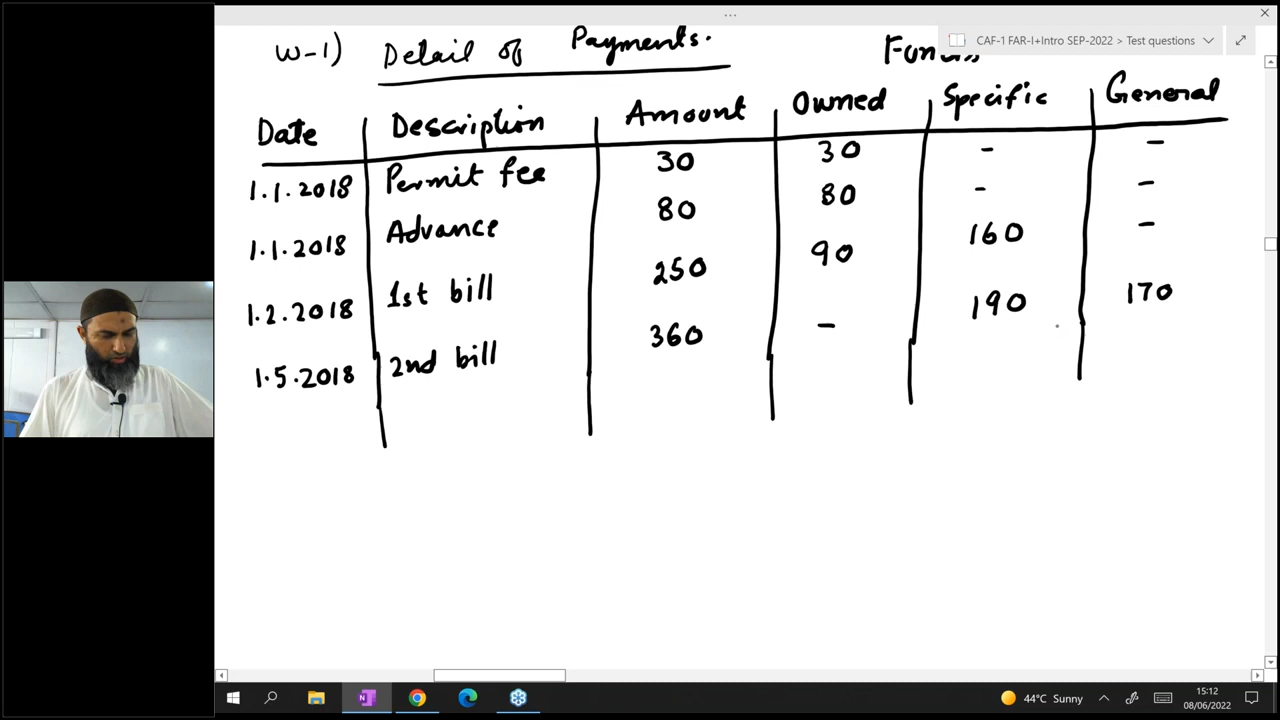 CAF-1 FAR-I+Intro SEP-2022 > Test questions
W-1) Detail of Payments.
Date Description Amount Owned Specific General
1.1.2018 Permit fee 30 30 - -
1.1.2018 Advance 80 80 - -
1.2.2018 1st bill 250 90 160 -
1.5.2018 2nd bill 360 - 190 170
44°C Sunny
15:12
08/06/2022